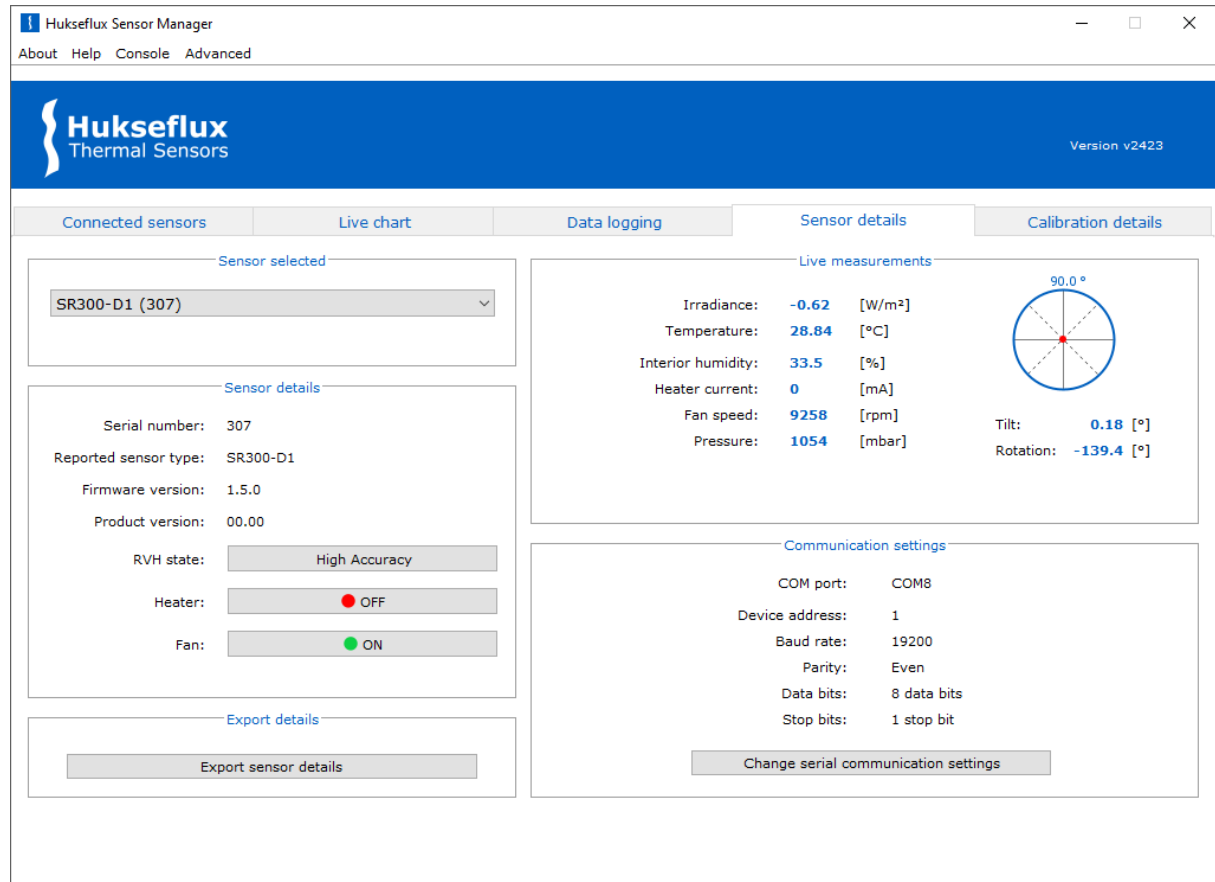 Hukseflux Sensor Manager
About Help Console Advanced
Hukseflux
Thermal Sensors
Version v2423
Connected sensors Live chart Data logging Sensor details Calibration details
Sensor selected
SR300-D1 (307)
Sensor details
Serial number: 307
Reported sensor type: SR300-D1
Firmware version: 1.5.0
Product version: 00.00
RVH state: High Accuracy
Heater: OFF
Fan: ON
Export details
Export sensor details
Live measurements
Irradiance: -0.62 [W/m²]
Temperature: 28.84 [°C]
Interior humidity: 33.5 [%]
Heater current: 0 [mA]
Fan speed: 9258 [rpm]
Pressure: 1054 [mbar]
90.0 °
Tilt: 0.18 [°]
Rotation: -139.4 [°]
Communication settings
COM port: COM8
Device address: 1
Baud rate: 19200
Parity: Even
Data bits: 8 data bits
Stop bits: 1 stop bit
Change serial communication settings